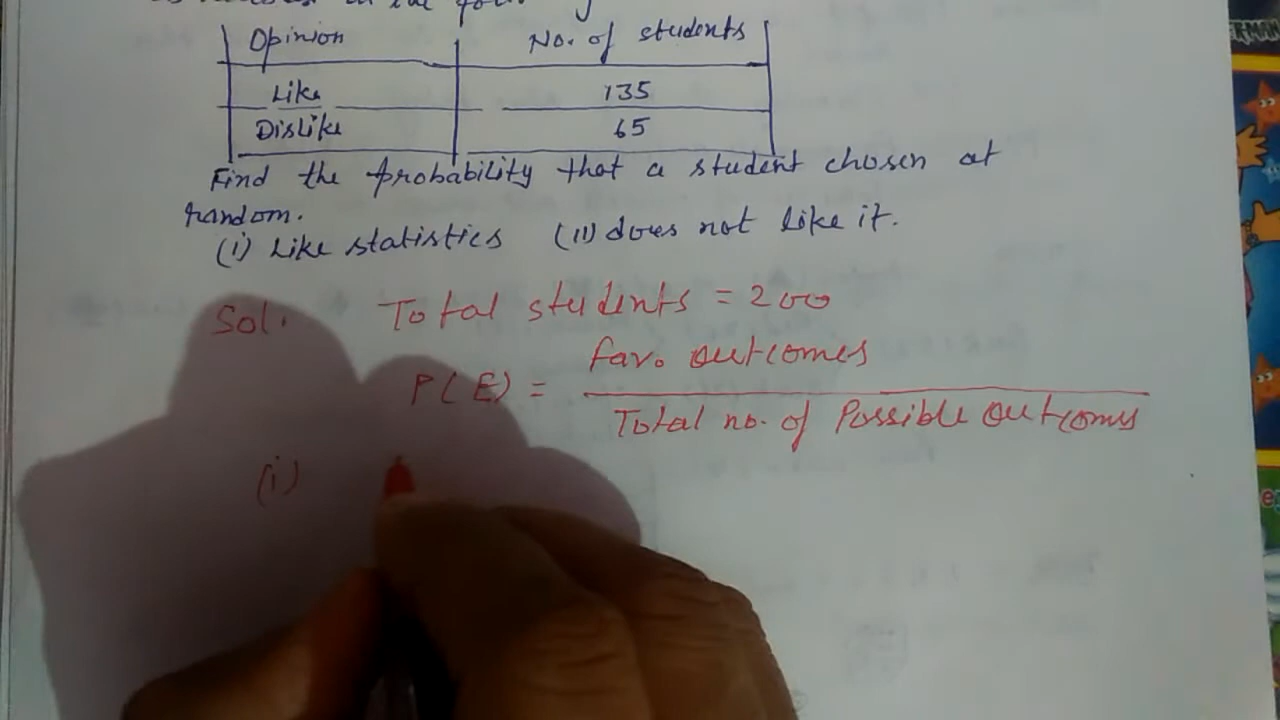 Opinion No. of students
Like 135
Dislike 65
Find the probability that a student chosen at
random.
(i) Like statistics (ii) does not like it.
Sol. Total students = 200
P(E) = fav. outcomes
Total no. of Possible outcomes
(i)